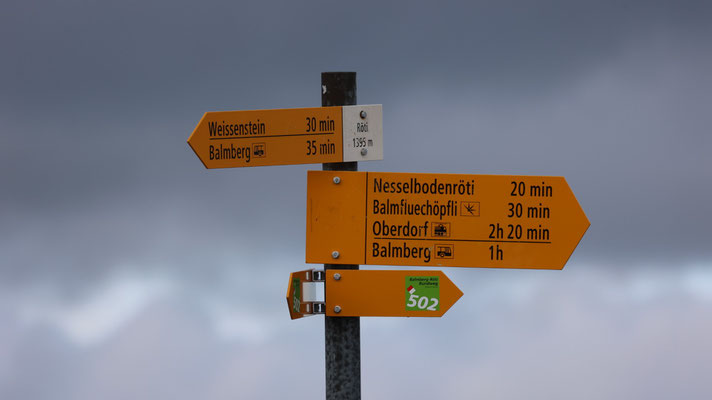 Weissenstein 30 min
Balmberg 35 min
Röti
1395 m
Nesselbodenröti 20 min
Balmfluechöpfli 30 min
Oberdorf 2h 20 min
Balmberg 1h
502